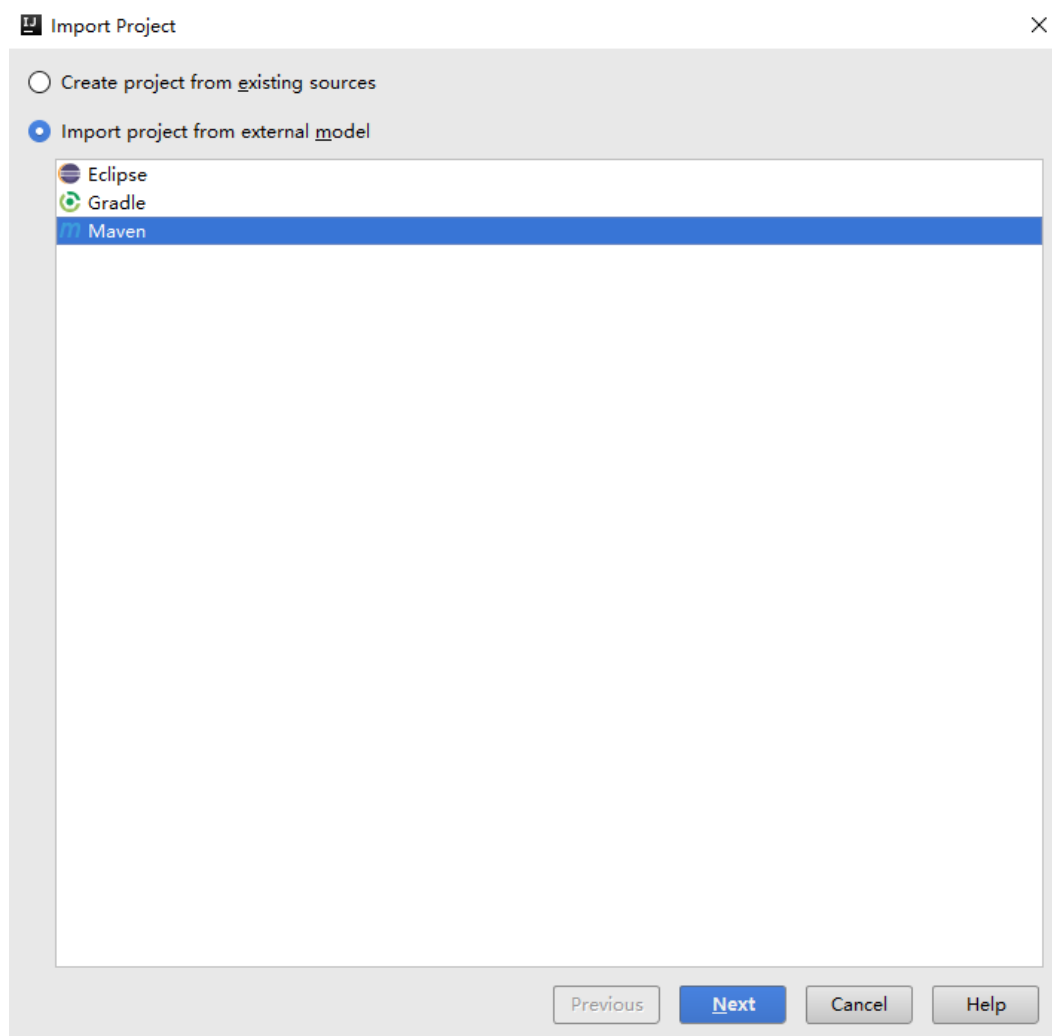 IJ Import Project
Create project from existing sources
Import project from external model
Eclipse
Gradle
m Maven
Previous Next Cancel Help